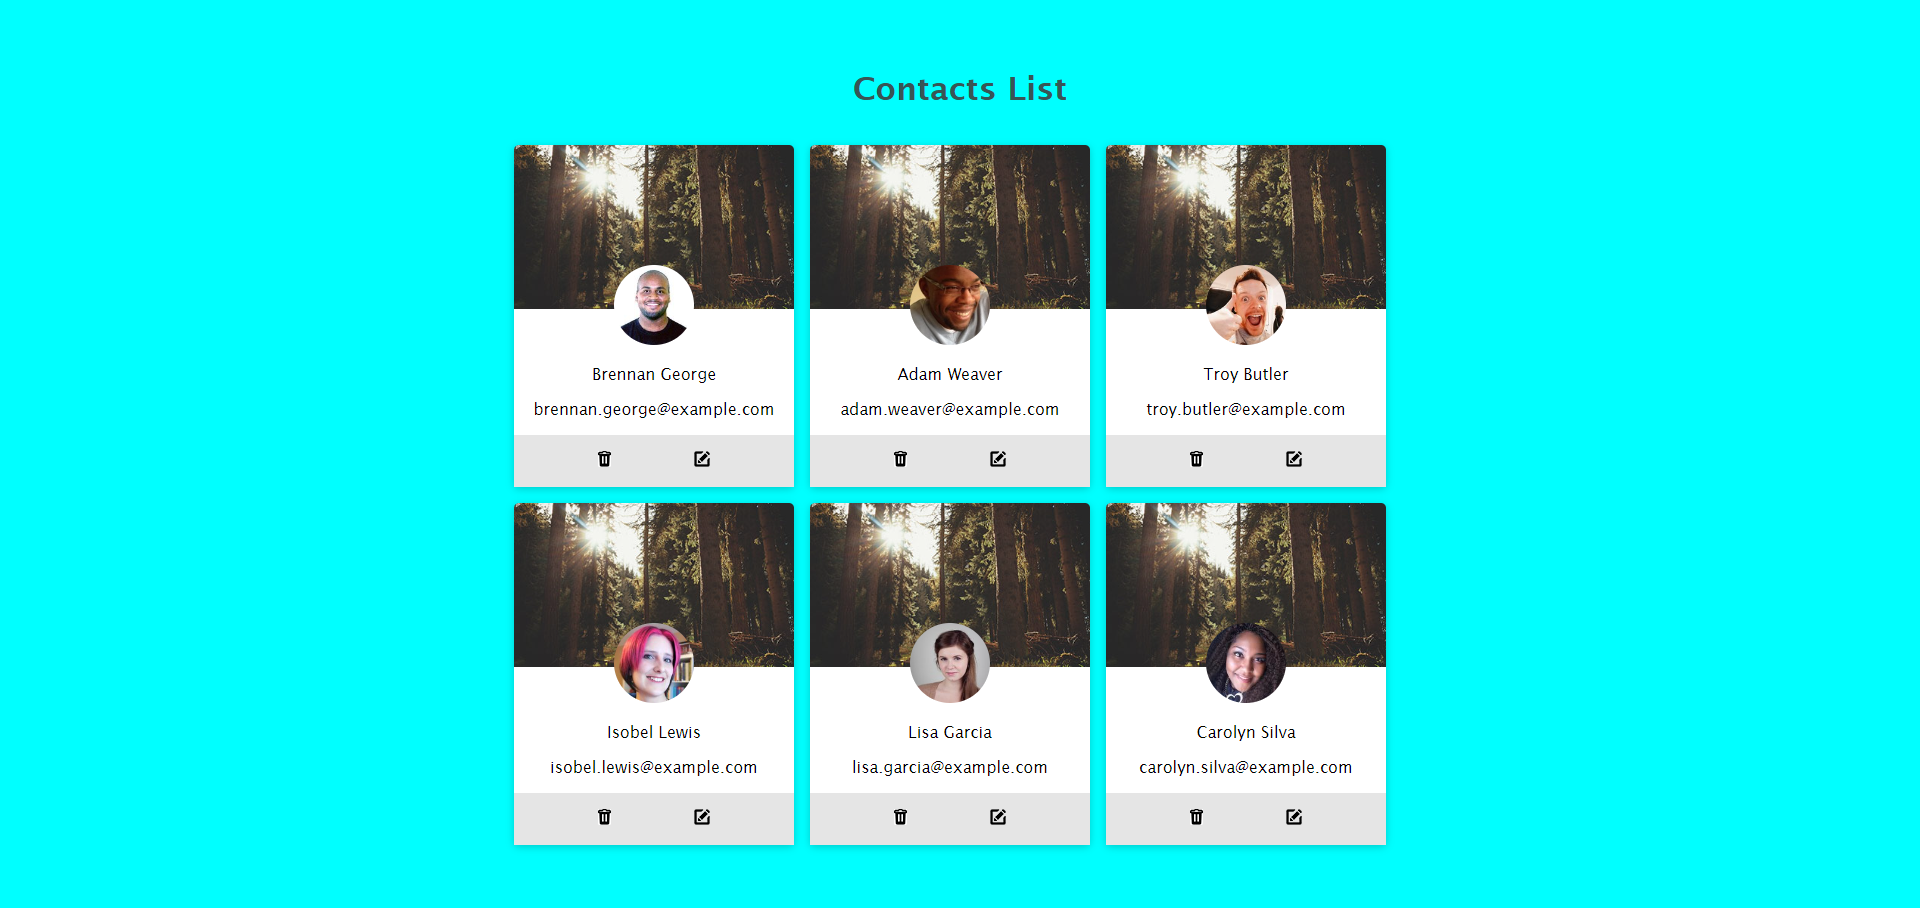 Contacts List
Brennan George
brennan.george@example.com
Adam Weaver
adam.weaver@example.com
Troy Butler
troy.butler@example.com
Isobel Lewis
isobel.lewis@example.com
Lisa Garcia
lisa.garcia@example.com
Carolyn Silva
carolyn.silva@example.com